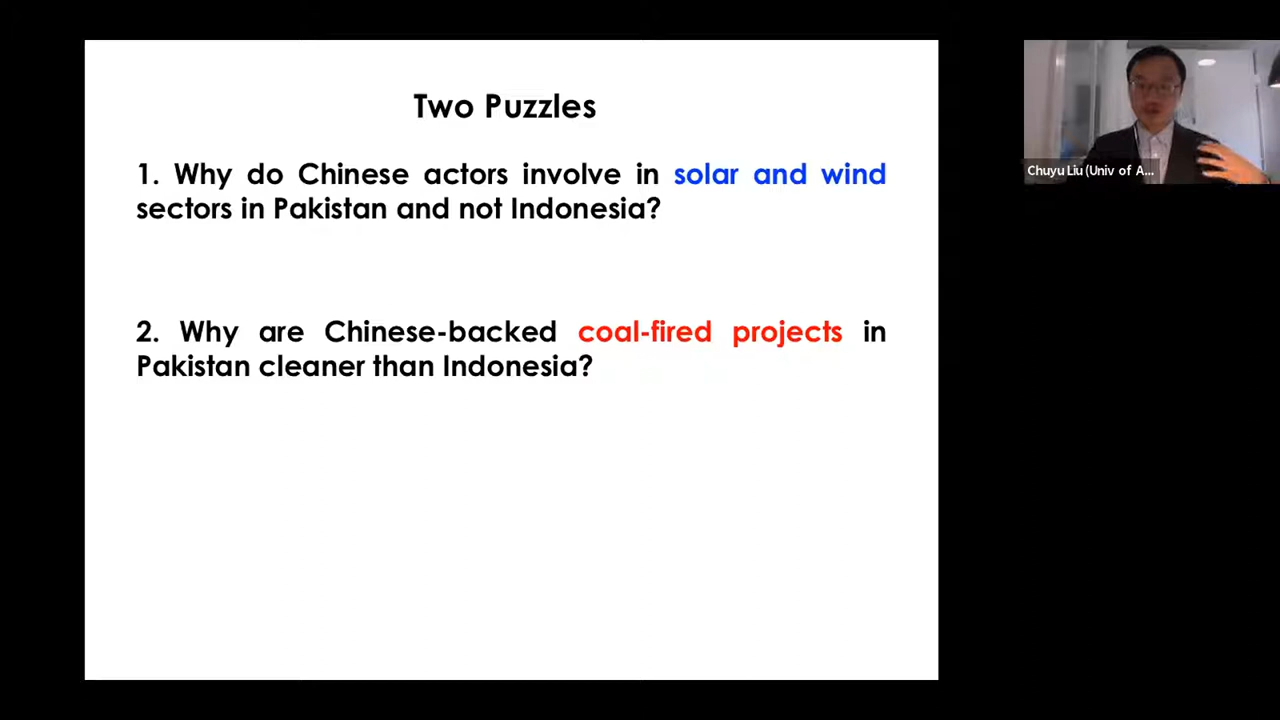 Two Puzzles
1. Why do Chinese actors involve in solar and wind
sectors in Pakistan and not Indonesia?
2. Why are Chinese-backed coal-fired projects in
Pakistan cleaner than Indonesia?
Chuyu Liu (Univ of A...